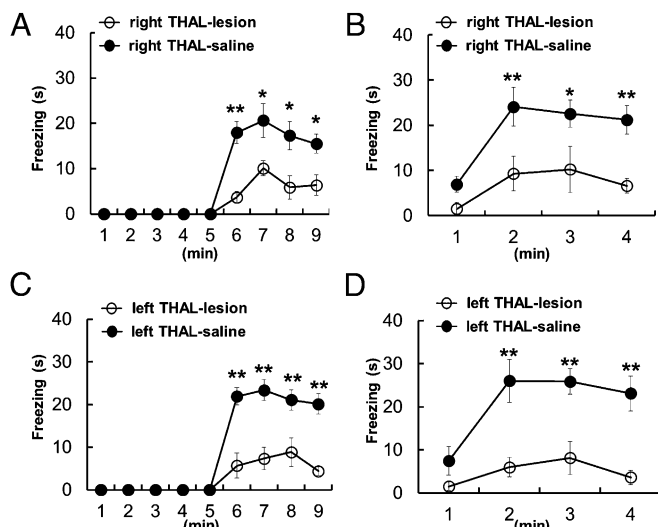 A
right THAL-lesion
right THAL-saline
40
30
20
10
0
Freezing (s)
** * * *
1 2 3 4 5 6 7 8 9
(min)
B
right THAL-lesion
right THAL-saline
40
30
20
10
0
Freezing (s)
** * **
1 2 3 4
(min)
C
left THAL-lesion
left THAL-saline
40
30
20
10
0
Freezing (s)
** ** ** **
1 2 3 4 5 6 7 8 9
(min)
D
left THAL-lesion
left THAL-saline
40
30
20
10
0
Freezing (s)
** ** **
1 2 3 4
(min)